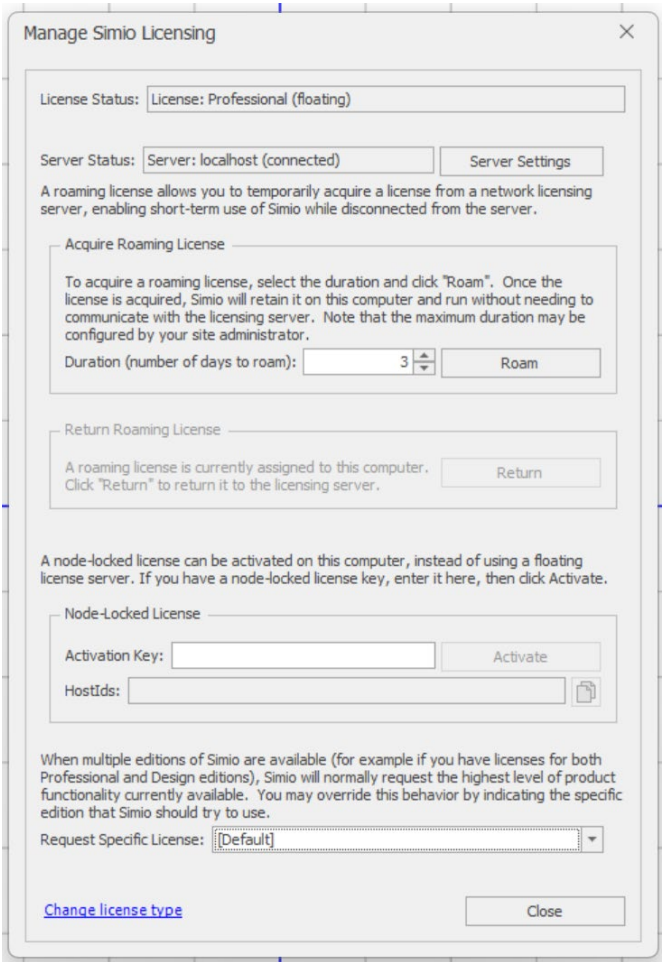 Manage Simio Licensing
License Status: License: Professional (floating)
Server Status: Server: localhost (connected) Server Settings
A roaming license allows you to temporarily acquire a license from a network licensing
server, enabling short-term use of Simio while disconnected from the server.
Acquire Roaming License
To acquire a roaming license, select the duration and click "Roam". Once the
license is acquired, Simio will retain it on this computer and run without needing to
communicate with the licensing server. Note that the maximum duration may be
configured by your site administrator.
Duration (number of days to roam): 3 Roam
Return Roaming License
A roaming license is currently assigned to this computer.
Click "Return" to return it to the licensing server.
Return
A node-locked license can be activated on this computer, instead of using a floating
license server. If you have a node-locked license key, enter it here, then click Activate.
Node-Locked License
Activation Key: Activate
HostIds:
When multiple editions of Simio are available (for example if you have licenses for both
Professional and Design editions), Simio will normally request the highest level of product
functionality currently available. You may override this behavior by indicating the specific
edition that Simio should try to use.
Request Specific License: [Default]
Change license type Close